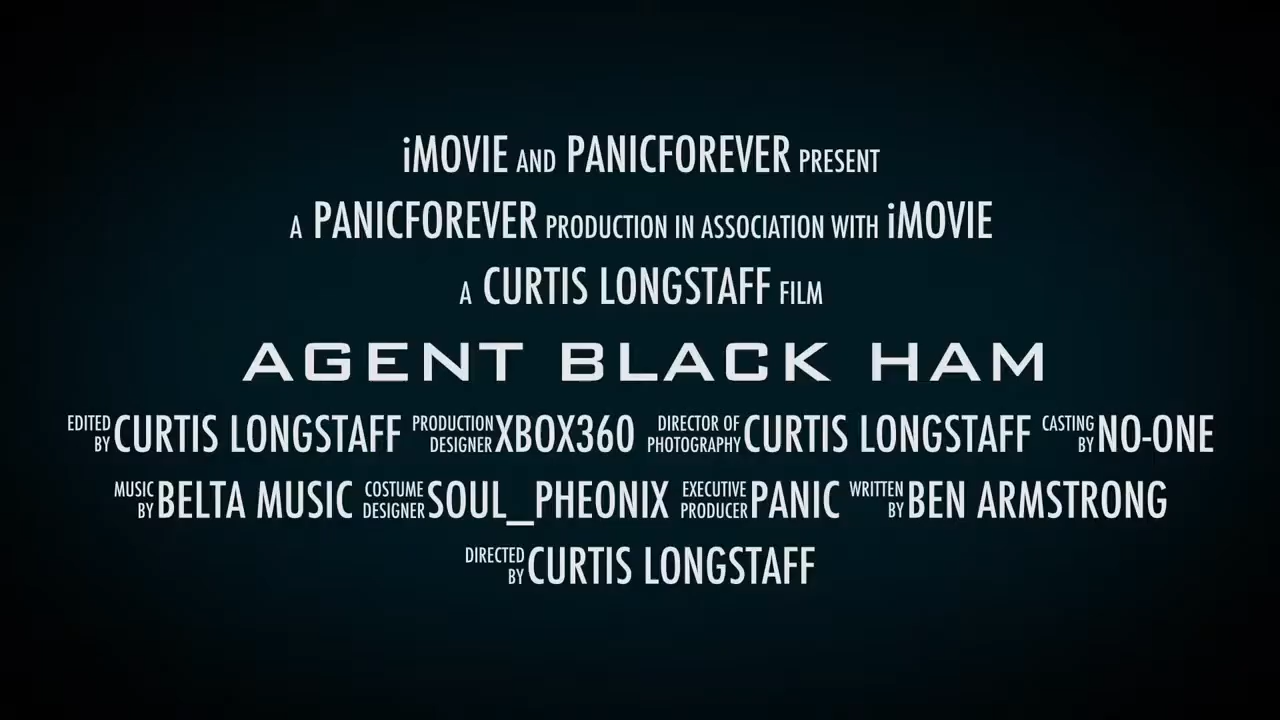 iMOVIE AND PANICFOREVER PRESENT
A PANICFOREVER PRODUCTION IN ASSOCIATION WITH iMOVIE
A CURTIS LONGSTAFF FILM
AGENT BLACK HAM
EDITED BY CURTIS LONGSTAFF PRODUCTION DESIGNER XBOX360 DIRECTOR OF PHOTOGRAPHY CURTIS LONGSTAFF CASTING BY NO-ONE
MUSIC BY BELTA MUSIC COSTUME DESIGNER SOUL_PHEONIX EXECUTIVE PRODUCER PANIC WRITTEN BY BEN ARMSTRONG
DIRECTED BY CURTIS LONGSTAFF